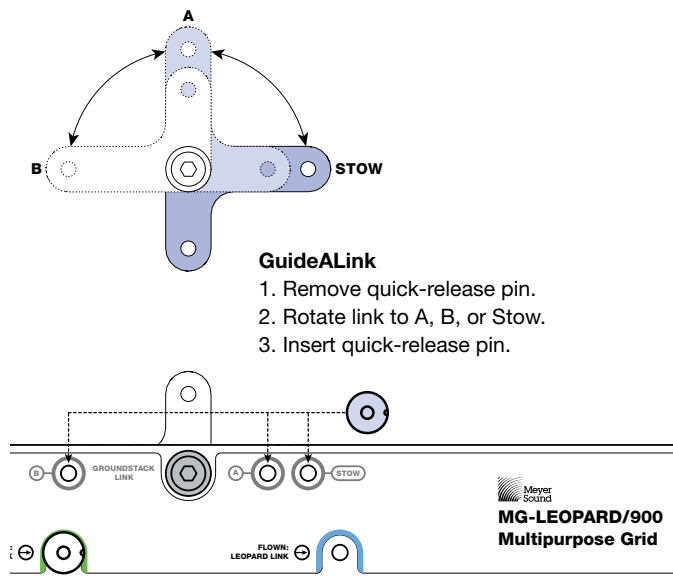 A
B
STOW
GuideALink
1. Remove quick-release pin.
2. Rotate link to A, B, or Stow.
3. Insert quick-release pin.
B
GROUNDSTACK
LINK
A
STOW
Meyer
Sound
MG-LEOPARD/900
Multipurpose Grid
FLOWN:
LEOPARD LINK